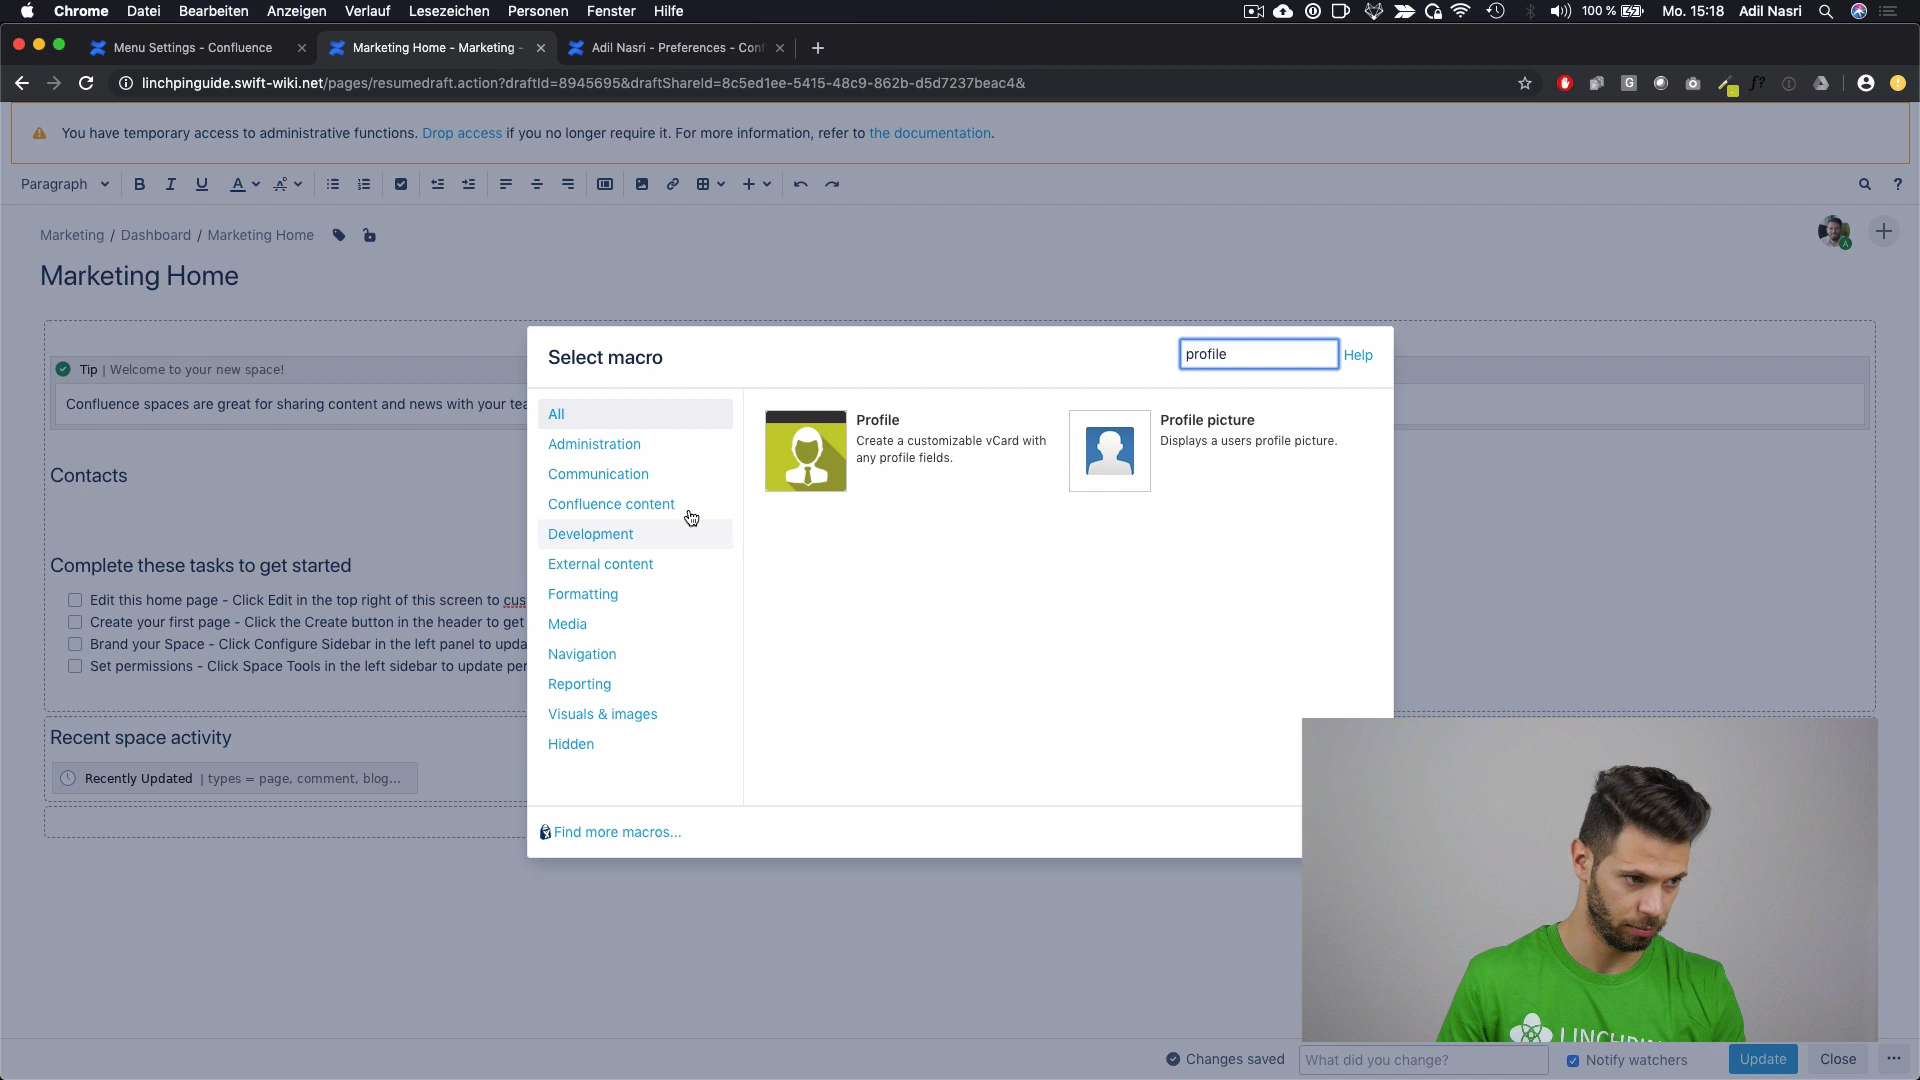 Chrome Datei Bearbeiten Anzeigen Verlauf Lesezeichen Personen Fenster Hilfe 100 % Mo. 15:18 Adil Nasri
Menu Settings - Confluence
Marketing Home - Marketing -
Adil Nasri - Preferences - Conf
linchpinguide.swift-wiki.net/pages/resumedraft.action?draftId=8945695&draftShareId=8c5ed1ee-5415-48c9-862b-d5d7237beac4&
You have temporary access to administrative functions. Drop access if you no longer require it. For more information, refer to the documentation.
Paragraph B I U A
Marketing / Dashboard / Marketing Home
Marketing Home
Tip | Welcome to your new space!
Confluence spaces are great for sharing content and news with your tea
Contacts
Complete these tasks to get started
Edit this home page - Click Edit in the top right of this screen to cus
Create your first page - Click the Create button in the header to get
Brand your Space - Click Configure Sidebar in the left panel to upda
Set permissions - Click Space Tools in the left sidebar to update per
Recent space activity
Recently Updated | types = page, comment, blog...
Select macro
profile
Help
All
Administration
Communication
Confluence content
Development
External content
Formatting
Media
Navigation
Reporting
Visuals & images
Hidden
Profile
Create a customizable vCard with
any profile fields.
Profile picture
Displays a users profile picture.
Find more macros...
Changes saved
What did you change?
Notify watchers
Update
Close